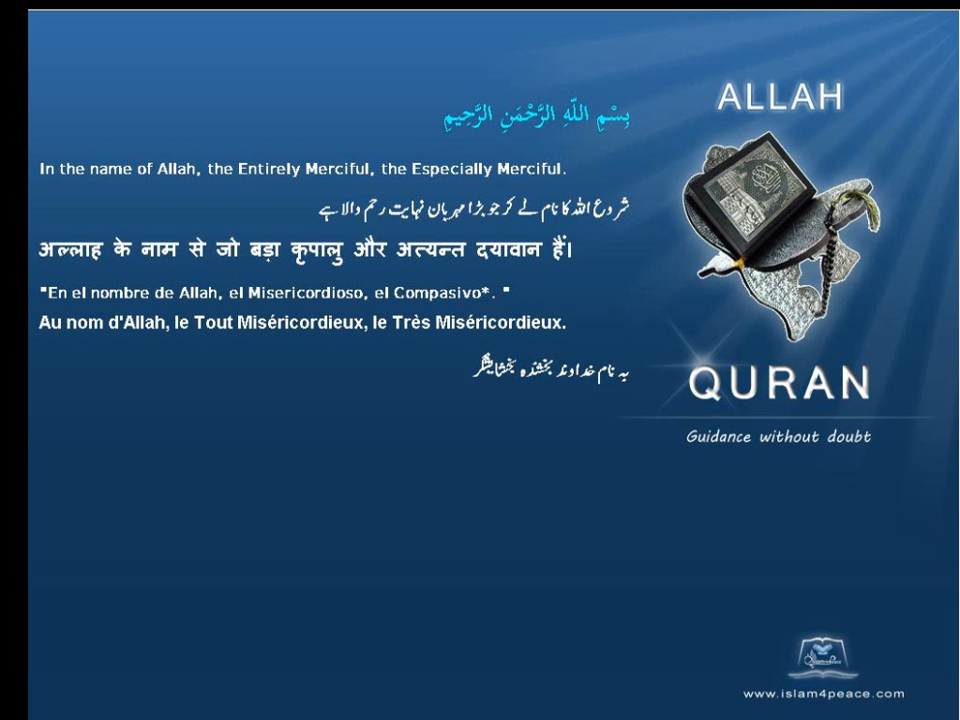 بِسْمِ اللّهِ الرَّحْمَنِ الرَّحِيمِ
In the name of Allah, the Entirely Merciful, the Especially Merciful.
شروع الله کا نام لے کر جو بڑا مہربان نہایت رحم والا ہے
अल्लाह के नाम से जो बड़ा कृपालु और अत्यन्त दयावान हैं।
"En el nombre de Allah, el Misericordioso, el Compasivo*. "
Au nom d'Allah, le Tout Miséricordieux, le Très Miséricordieux.
به نام خداوند بخشنده بخشایشگر
ALLAH
QURAN
Guidance without doubt
www.islam4peace.com